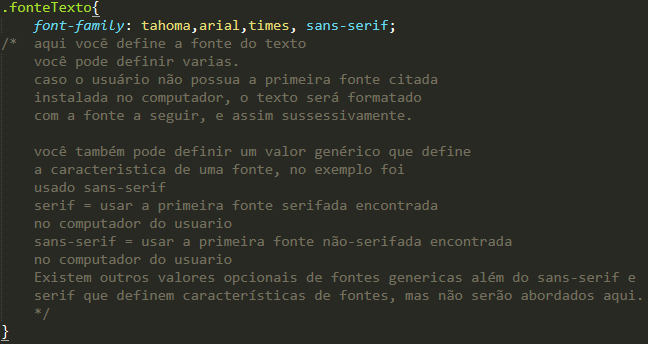 .fonteTexto{
font-family: tahoma,arial,times, sans-serif;
/* aqui você define a fonte do texto
você pode definir varias.
caso o usuário não possua a primeira fonte citada
instalada no computador, o texto será formatado
com a fonte a seguir, e assim sussessivamente.
você também pode definir um valor genérico que define
a caracteristica de uma fonte, no exemplo foi
usado sans-serif
serif = usar a primeira fonte serifada encontrada
no computador do usuario
sans-serif = usar a primeira fonte não-serifada encontrada
no computador do usuario
Existem outros valores opcionais de fontes genericas além do sans-serif e
serif que definem características de fontes, mas não serão abordados aqui.
*/
}